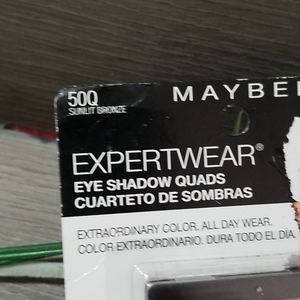 50Q
SUNLIT BRONZE
MAYBE
EXPERTWEAR®
EYE SHADOW QUADS
CUARTETO DE SOMBRAS
EXTRAORDINARY COLOR. ALL DAY WEAR.
COLOR EXTRAORDINARIO. DURA TODO EL DÍA.